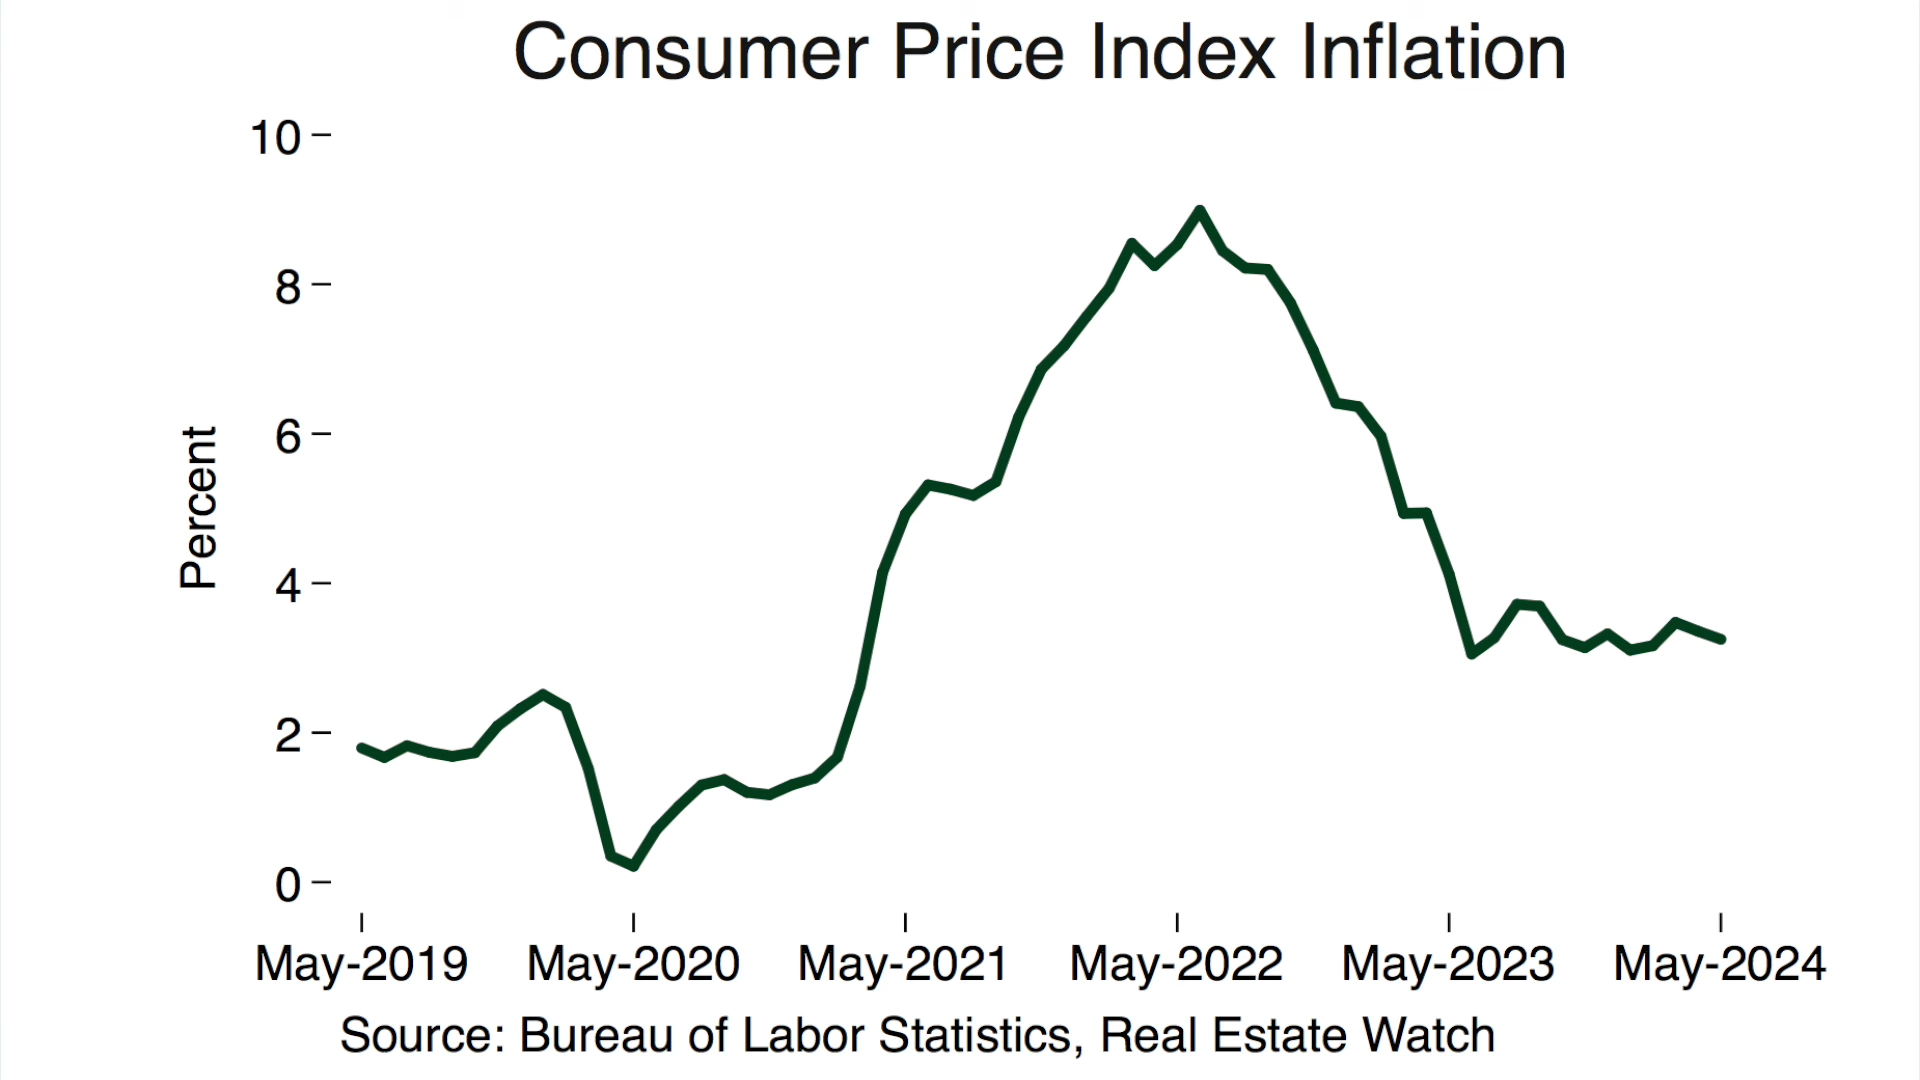 Consumer Price Index Inflation
10
8
6
4
2
0
Percent
May-2019 May-2020 May-2021 May-2022 May-2023 May-2024
Source: Bureau of Labor Statistics, Real Estate Watch